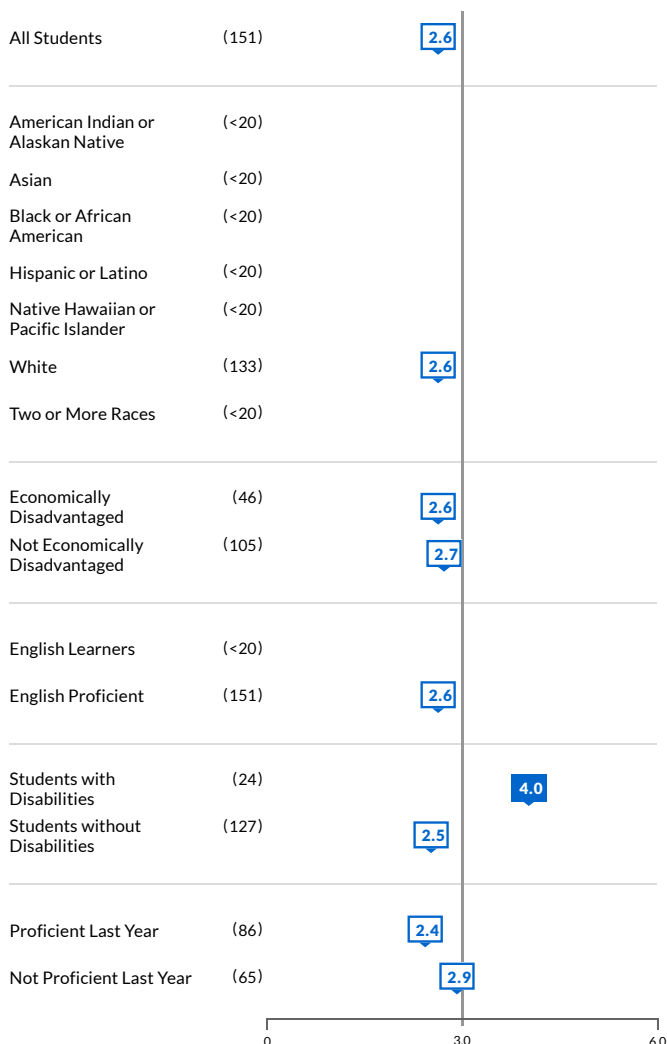 All Students (151) 2.6
American Indian or (<20)
Alaskan Native
Asian (<20)
Black or African (<20)
American
Hispanic or Latino (<20)
Native Hawaiian or (<20)
Pacific Islander
White (133) 2.6
Two or More Races (<20)
Economically (46) 2.6
Disadvantaged
Not Economically (105) 2.7
Disadvantaged
English Learners (<20)
English Proficient (151) 2.6
Students with (24) 4.0
Disabilities
Students without (127) 2.5
Disabilities
Proficient Last Year (86) 2.4
Not Proficient Last Year (65) 2.9
0 3.0 6.0